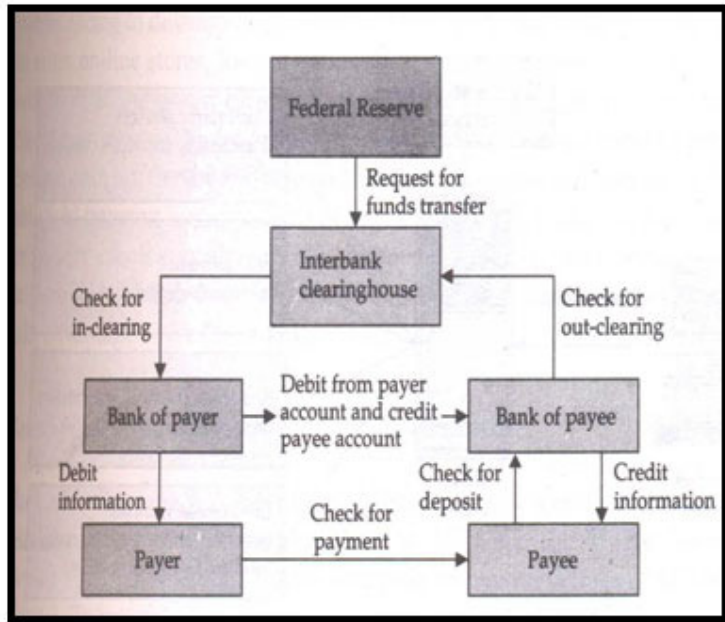 Federal Reserve
Request for
funds transfer
Interbank
clearinghouse
Check for
in-clearing
Check for
out-clearing
Bank of payer
Debit from payer
account and credit
payee account
Bank of payee
Debit
information
Check for
deposit
Credit
information
Check for
payment
Payer
Payee